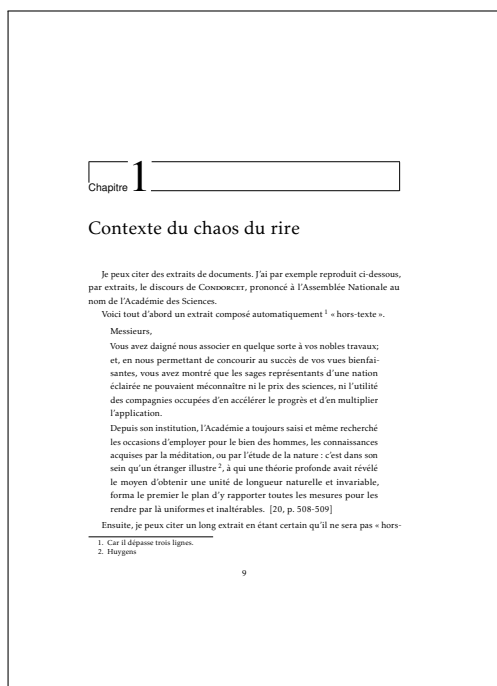 Chapitre 1
Contexte du chaos du rire
Je peux citer des extraits de documents. J'ai par exemple reproduit ci-dessous,
par extraits, le discours de Condorcet, prononcé à l'Assemblée Nationale au
nom de l'Académie des Sciences.
Voici tout d'abord un extrait composé automatiquement 1 « hors-texte ».
Messieurs,
Vous avez daigné nous associer en quelque sorte à vos nobles travaux;
et, en nous permettant de concourir au succès de vos vues bienfai-
santes, vous avez montré que les sages représentants d'une nation
éclairée ne pouvaient méconnaître ni le prix des sciences, ni l'utilité
des compagnies occupées d'en accélérer le progrès et d'en multiplier
l'application.
Depuis son institution, l'Académie a toujours saisi et même recherché
les occasions d'employer pour le bien des hommes, les connaissances
acquises par la méditation, ou par l'étude de la nature : c'est dans son
sein qu'un étranger illustre 2, à qui une théorie profonde avait révélé
le moyen d'obtenir une unité de longueur naturelle et invariable,
forma le premier le plan d'y rapporter toutes les mesures pour les
rendre par là uniformes et inaltérables. [20, p. 508-509]
Ensuite, je peux citer un long extrait en étant certain qu'il ne sera pas « hors-
1. Car il dépasse trois lignes.
2. Huygens
9